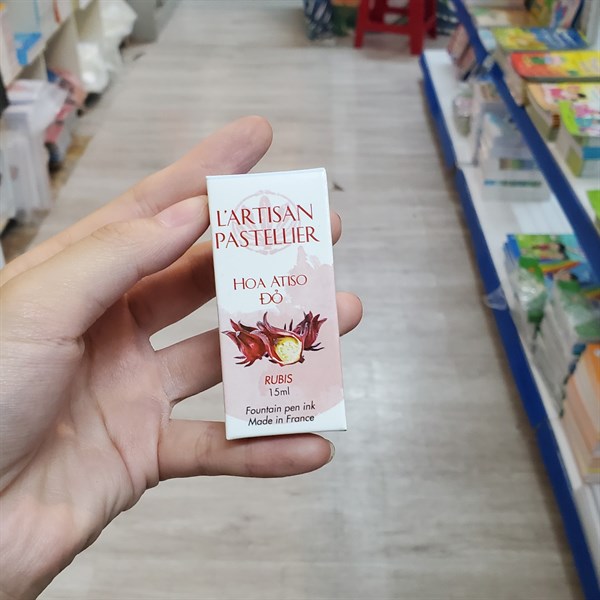 L'ARTISAN
PASTELLIER
HOA ATISO
ĐỎ
RUBIS
15ml
Fountain pen ink
Made in France